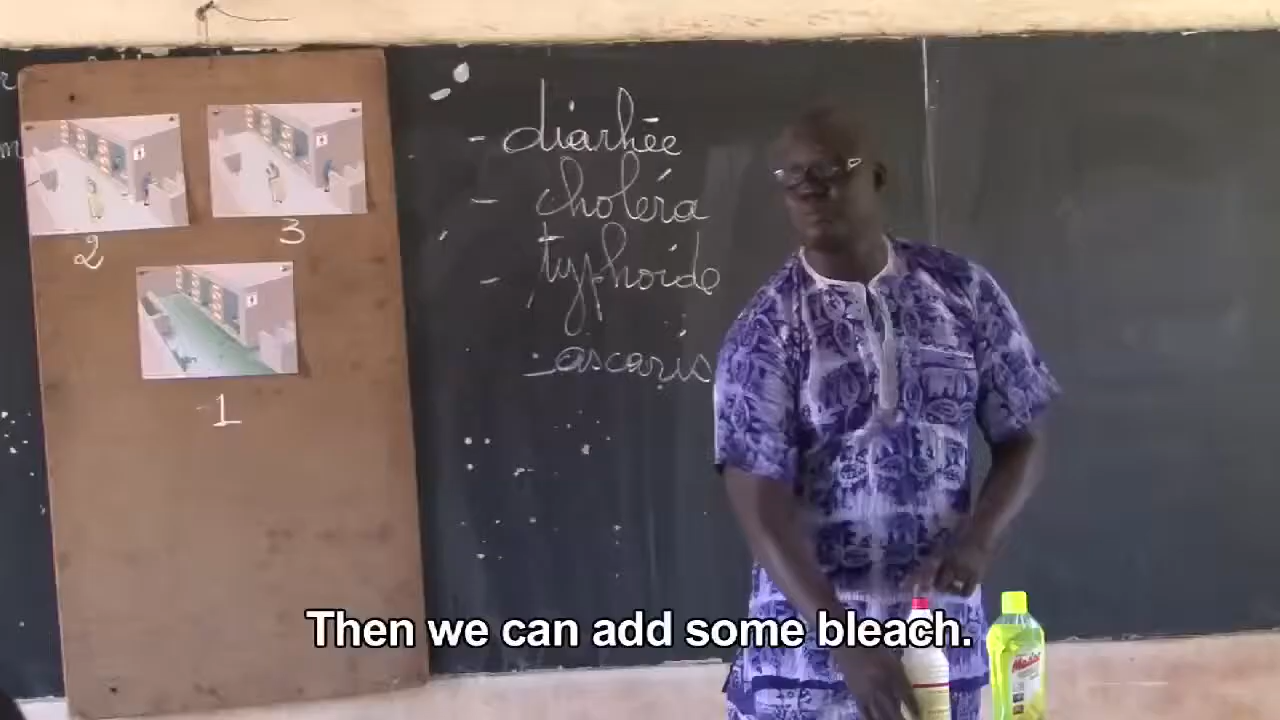 - diarhée
- choléra
- typhoïde
- ascaris
2
3
1
Then we can add some bleach.